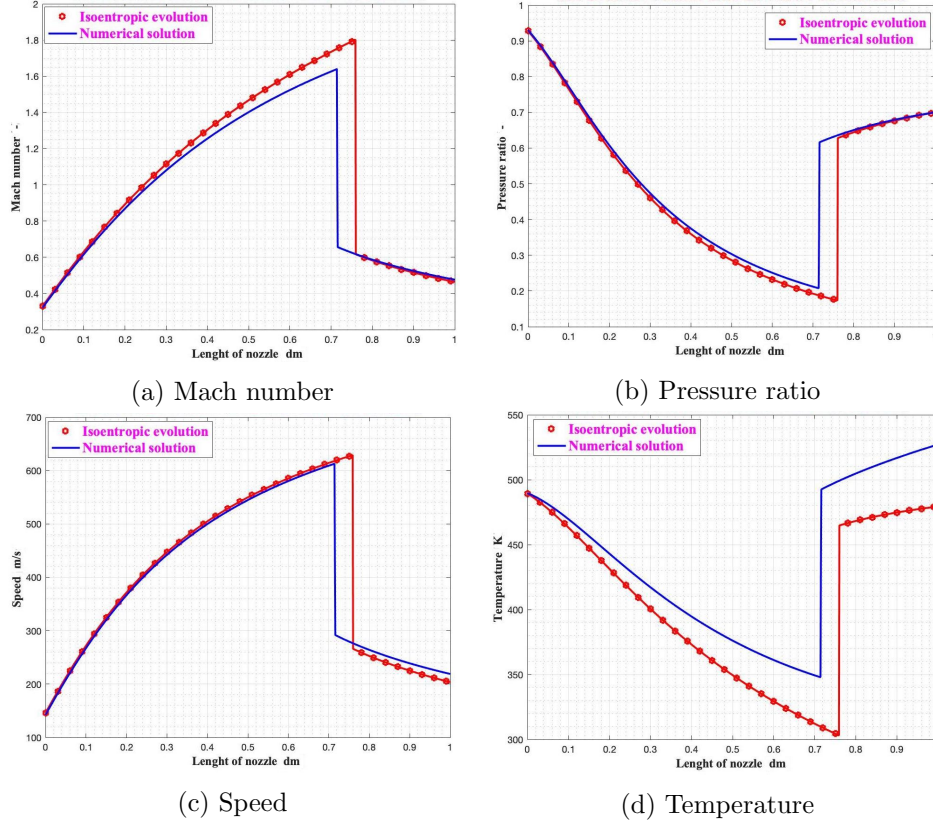 2
1.8
1.6
1.4
1.2
1
0.8
0.6
0.4
0.2
Mach number -
Isoentropic evolution
Numerical solution
0 0.1 0.2 0.3 0.4 0.5 0.6 0.7 0.8 0.9 1
Lenght of nozzle dm
(a) Mach number
1
0.9
0.8
0.7
0.6
0.5
0.4
0.3
0.2
0.1
Pressure ratio -
Isoentropic evolution
Numerical solution
0 0.1 0.2 0.3 0.4 0.5 0.6 0.7 0.8 0.9
Lenght of nozzle dm
(b) Pressure ratio
700
600
500
400
300
200
100
Speed m/s
Isoentropic evolution
Numerical solution
0 0.1 0.2 0.3 0.4 0.5 0.6 0.7 0.8 0.9 1
Lenght of nozzle dm
(c) Speed
550
500
450
400
350
300
Temperature K
Isoentropic evolution
Numerical solution
0 0.1 0.2 0.3 0.4 0.5 0.6 0.7 0.8 0.9
Lenght of nozzle dm
(d) Temperature